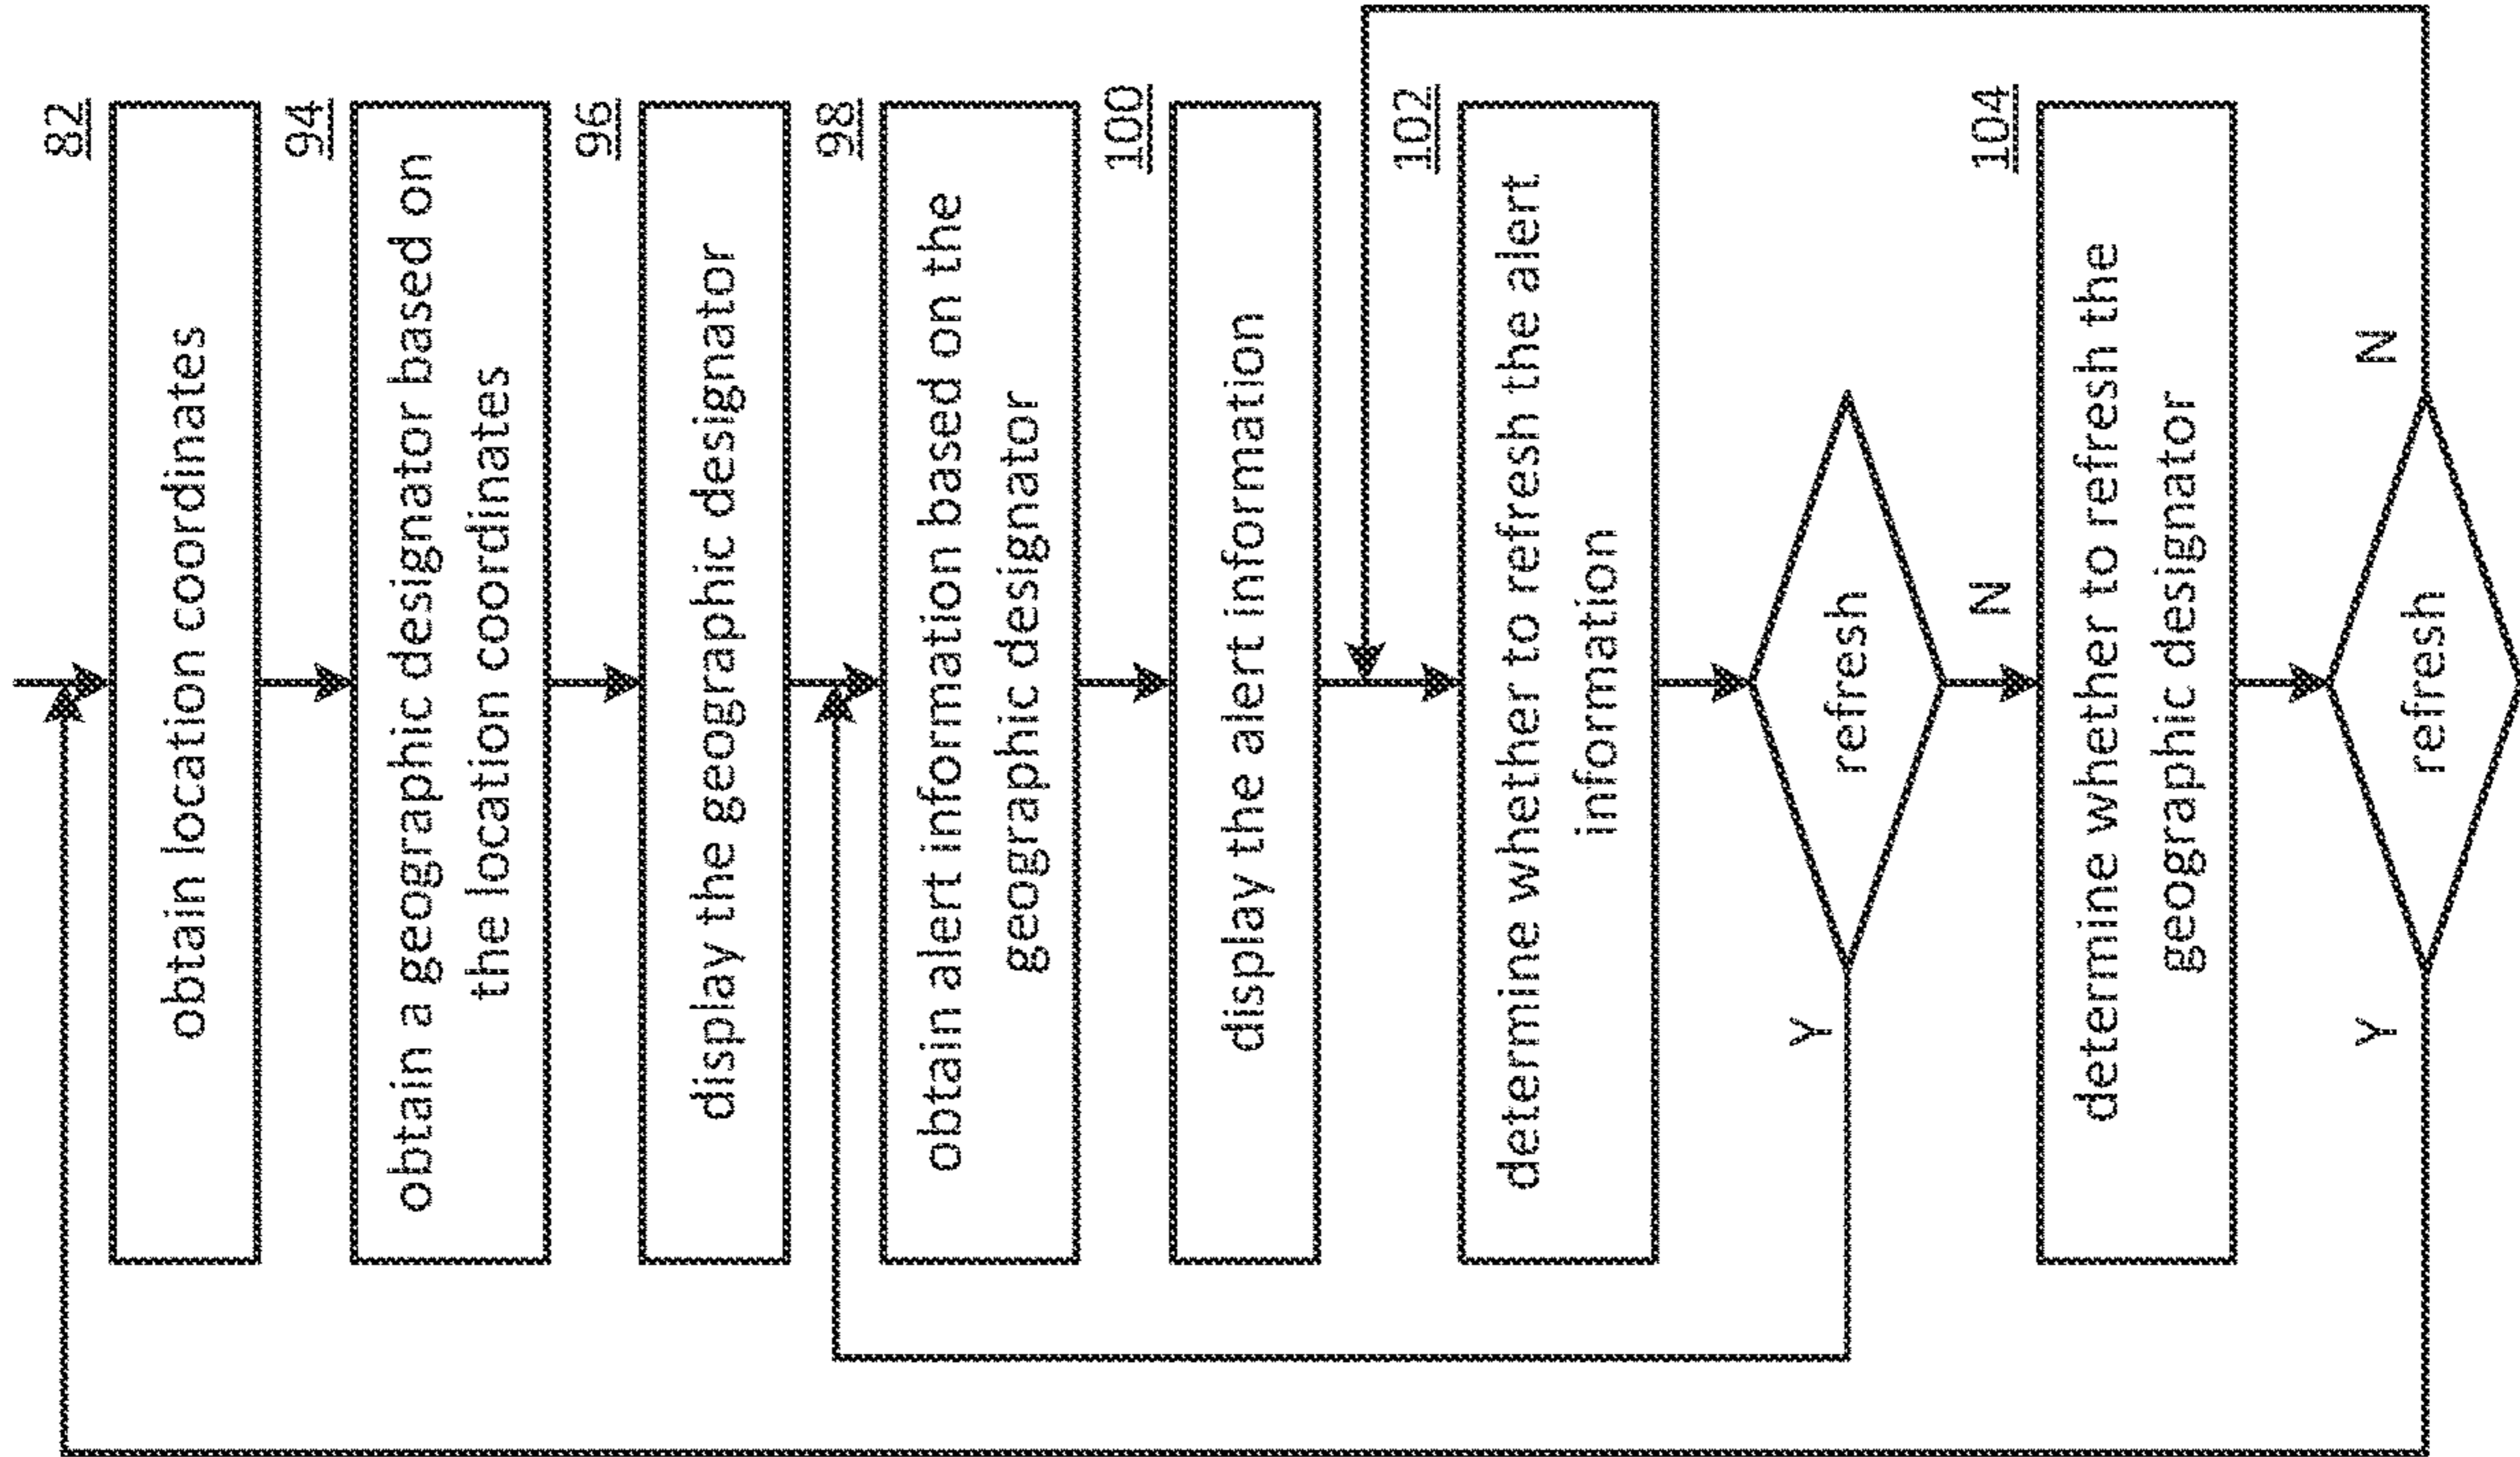 82
obtain location coordinates
94
obtain a geographic designator based on
the location coordinates
96
display the geographic designator
98
obtain alert information based on the
geographic designator
100
display the alert information
102
determine whether to refresh the alert
information
refresh
Y
N
104
determine whether to refresh the
geographic designator
refresh
Y
N